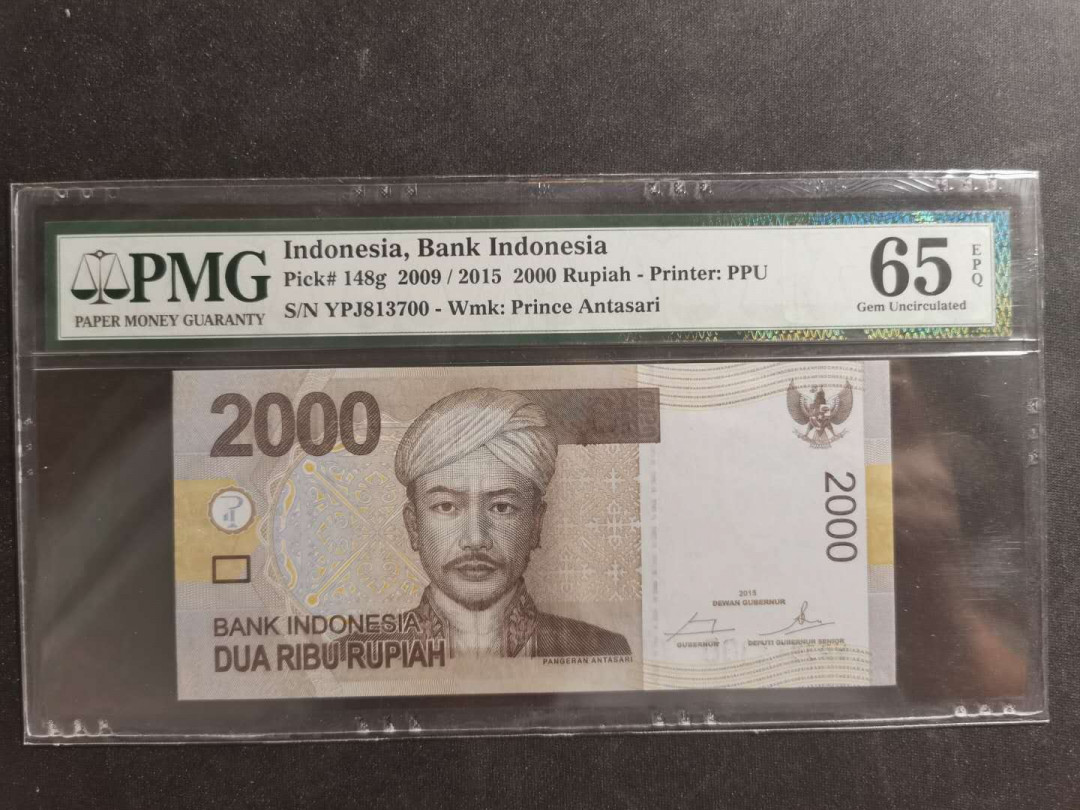 PMG
PAPER MONEY GUARANTY
Indonesia, Bank Indonesia
Pick# 148g 2009 / 2015 2000 Rupiah - Printer: PPU
S/N YPJ813700 - Wmk: Prince Antasari
65
EPQ
Gem Uncirculated
2000
2000
2015
DEWAN GUBERNUR
GUBERNUR
DEPUTI GUBERNUR SENIOR
BANK INDONESIA
DUA RIBU RUPIAH
PANGERAN ANTASARI